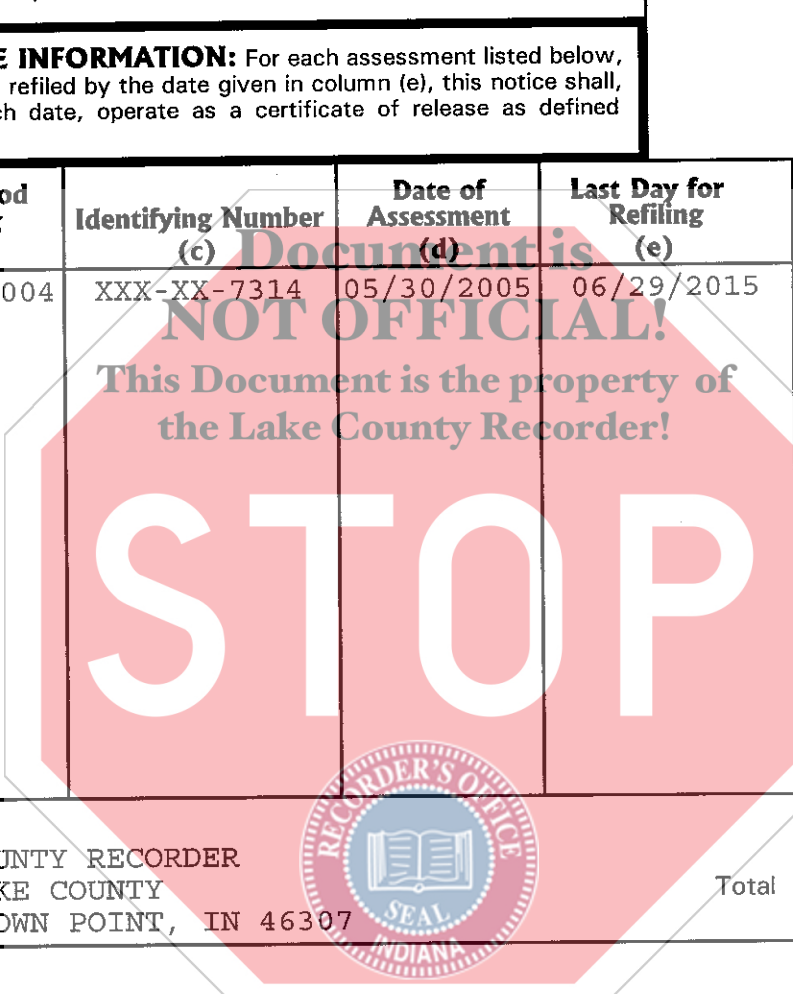 E INFORMATION: For each assessment listed below,
refiled by the date given in column (e), this notice shall,
ch date, operate as a certificate of release as defined
od
Identifying Number
(c)
Date of
Assessment
(d)
Last Day for
Refiling
(e)
004 XXX-XX-7314 05/30/2005 06/29/2015
Document is
NOT OFFICIAL!
This Document is the property of
the Lake County Recorder!
STOP
RECORDER'S OFFICE
SEAL
INDIANA
UNTY RECORDER
KE COUNTY
OWN POINT, IN 46307
Total